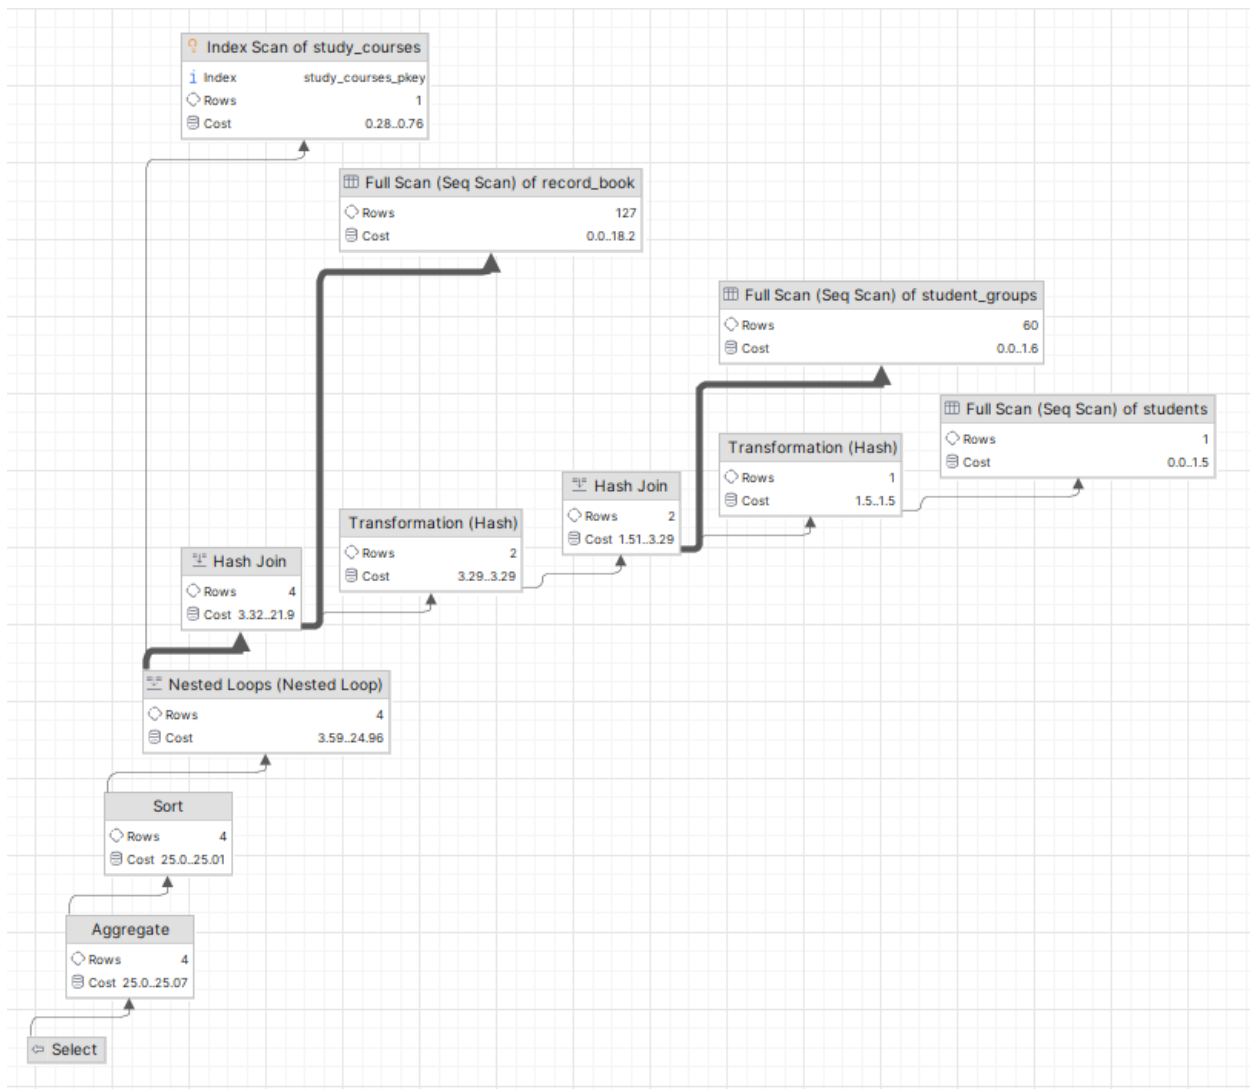 Index Scan of study_courses
i Index study_courses_pkey
Rows 1
Cost 0.28..0.76
Full Scan (Seq Scan) of record_book
Rows 127
Cost 0.0..18.2
Full Scan (Seq Scan) of student_groups
Rows 60
Cost 0.0..1.6
Full Scan (Seq Scan) of students
Rows 1
Cost 0.0..1.5
Transformation (Hash)
Rows 1
Cost 1.5..1.5
Hash Join
Rows 2
Cost 1.51..3.29
Transformation (Hash)
Rows 2
Cost 3.29..3.29
Hash Join
Rows 4
Cost 3.32..21.9
Nested Loops (Nested Loop)
Rows 4
Cost 3.59..24.96
Sort
Rows 4
Cost 25.0..25.01
Aggregate
Rows 4
Cost 25.0..25.07
Select